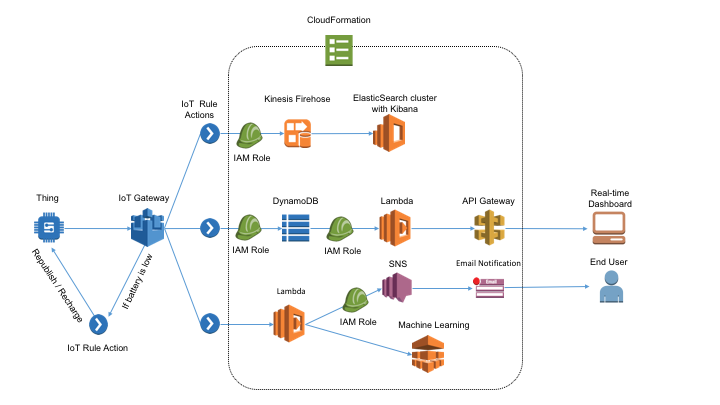 CloudFormation
IoT Rule
Actions
Kinesis Firehose
ElasticSearch cluster
with Kibana
IAM Role
Thing
IoT Gateway
DynamoDB
Lambda
API Gateway
Real-time
Dashboard
IAM Role
IAM Role
Republish / Recharge
If battery is low
SNS
Email Notification
Email
End User
Lambda
IAM Role
Machine Learning
IoT Rule Action